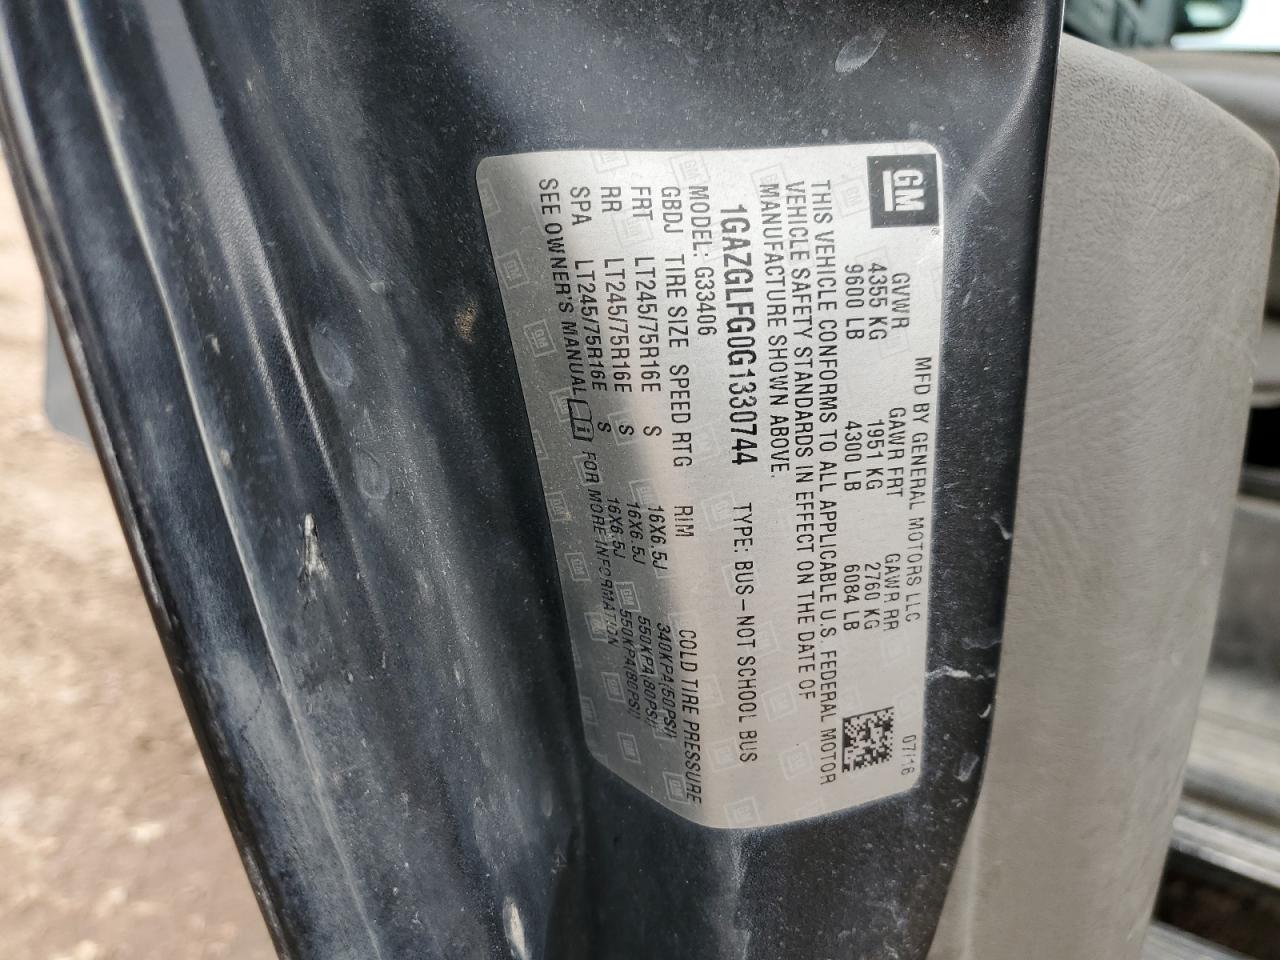 GM
MFD BY GENERAL MOTORS LLC 07/16
GVWR GAWR FRT GAWR RR
4355 KG 1951 KG 2760 KG
9600 LB 4300 LB 6084 LB
THIS VEHICLE CONFORMS TO ALL APPLICABLE U.S. FEDERAL MOTOR
VEHICLE SAFETY STANDARDS IN EFFECT ON THE DATE OF
MANUFACTURE SHOWN ABOVE.
1GAZGLFG0G1330744 TYPE: BUS-NOT SCHOOL BUS
MODEL: G33406
GBDJ TIRE SIZE SPEED RTG RIM COLD TIRE PRESSURE
FRT LT245/75R16E S 16X6.5J 340KPA(50PSI)
RR LT245/75R16E S 16X6.5J 550KPA(80PSI)
SPA LT245/75R16E S 16X6.5J 550KPA(80PSI)
SEE OWNER'S MANUAL i FOR MORE INFORMATION